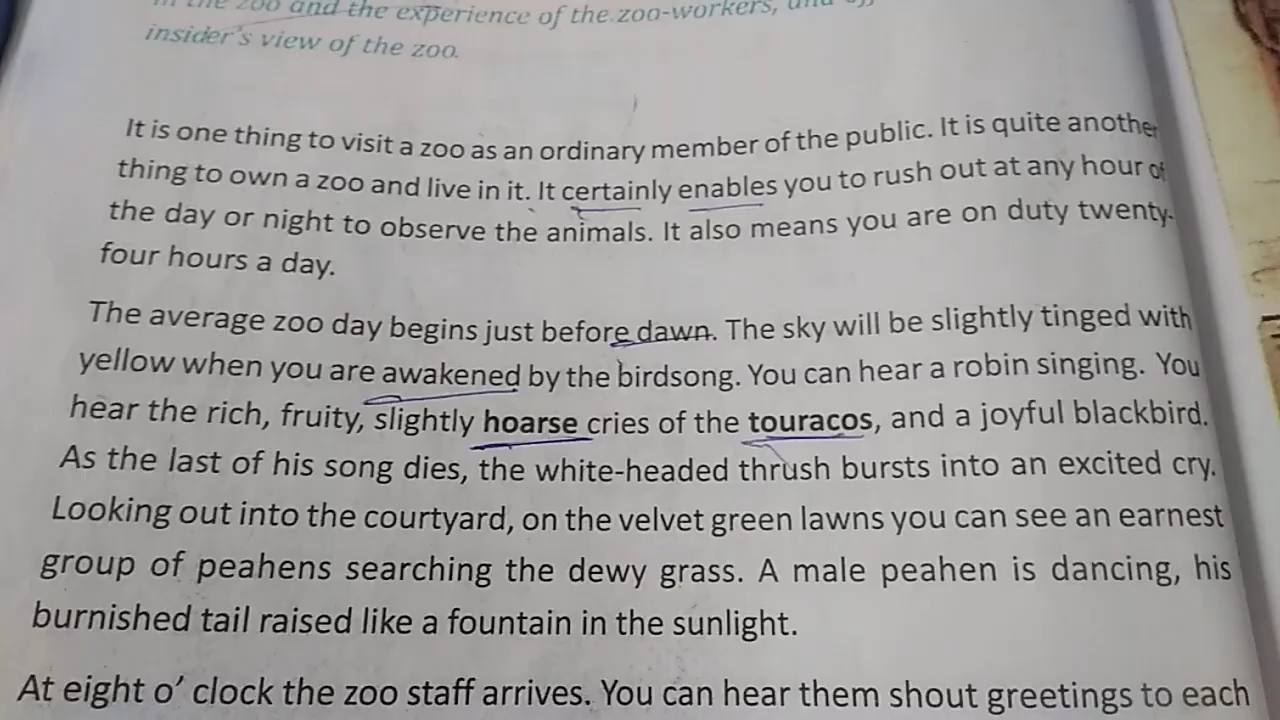 in the zoo and the experience of the zoo-workers, and
insider's view of the zoo.
It is one thing to visit a zoo as an ordinary member of the public. It is quite another
thing to own a zoo and live in it. It certainly enables you to rush out at any hour of
the day or night to observe the animals. It also means you are on duty twenty-
four hours a day.
The average zoo day begins just before dawn. The sky will be slightly tinged with
yellow when you are awakened by the birdsong. You can hear a robin singing. You
hear the rich, fruity, slightly hoarse cries of the touracos, and a joyful blackbird.
As the last of his song dies, the white-headed thrush bursts into an excited cry.
Looking out into the courtyard, on the velvet green lawns you can see an earnest
group of peahens searching the dewy grass. A male peahen is dancing, his
burnished tail raised like a fountain in the sunlight.
At eight o' clock the zoo staff arrives. You can hear them shout greetings to each